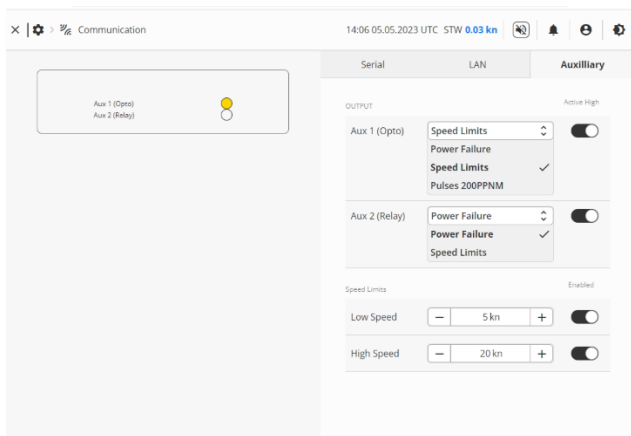 Communication
14:06 05.05.2023 UTC STW 0.03 kn
Serial LAN Auxilliary
Aux 1 (Opto)
Aux 2 (Relay)
OUTPUT Active High
Aux 1 (Opto) Speed Limits
Power Failure
Speed Limits
Pulses 200PPNM
Aux 2 (Relay) Power Failure
Power Failure
Speed Limits
Speed Limits Enabled
Low Speed − 5 kn +
High Speed − 20 kn +